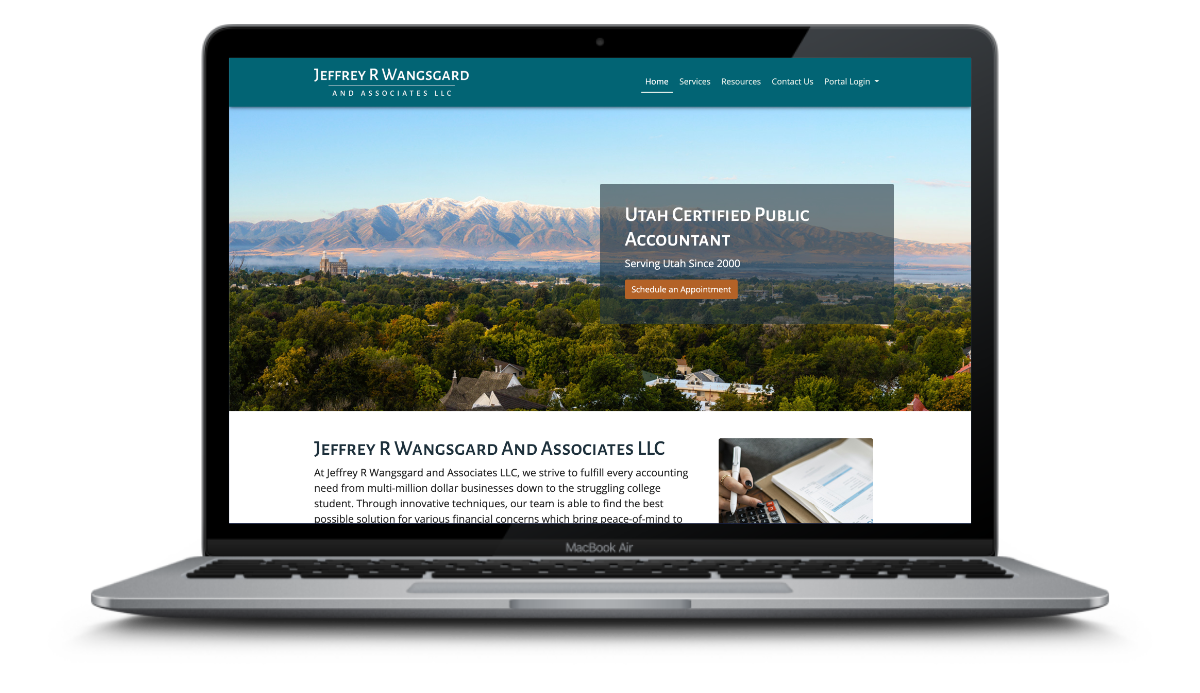 Jeffrey R Wangsgard
AND ASSOCIATES LLC
Home Services Resources Contact Us Portal Login
Utah Certified Public
Accountant
Serving Utah Since 2000
Schedule an Appointment
Jeffrey R Wangsgard And Associates LLC
At Jeffrey R Wangsgard and Associates LLC, we strive to fulfill every accounting
need from multi-million dollar businesses down to the struggling college
student. Through innovative techniques, our team is able to find the best
possible solution for various financial concerns which bring peace-of-mind to
MacBook Air